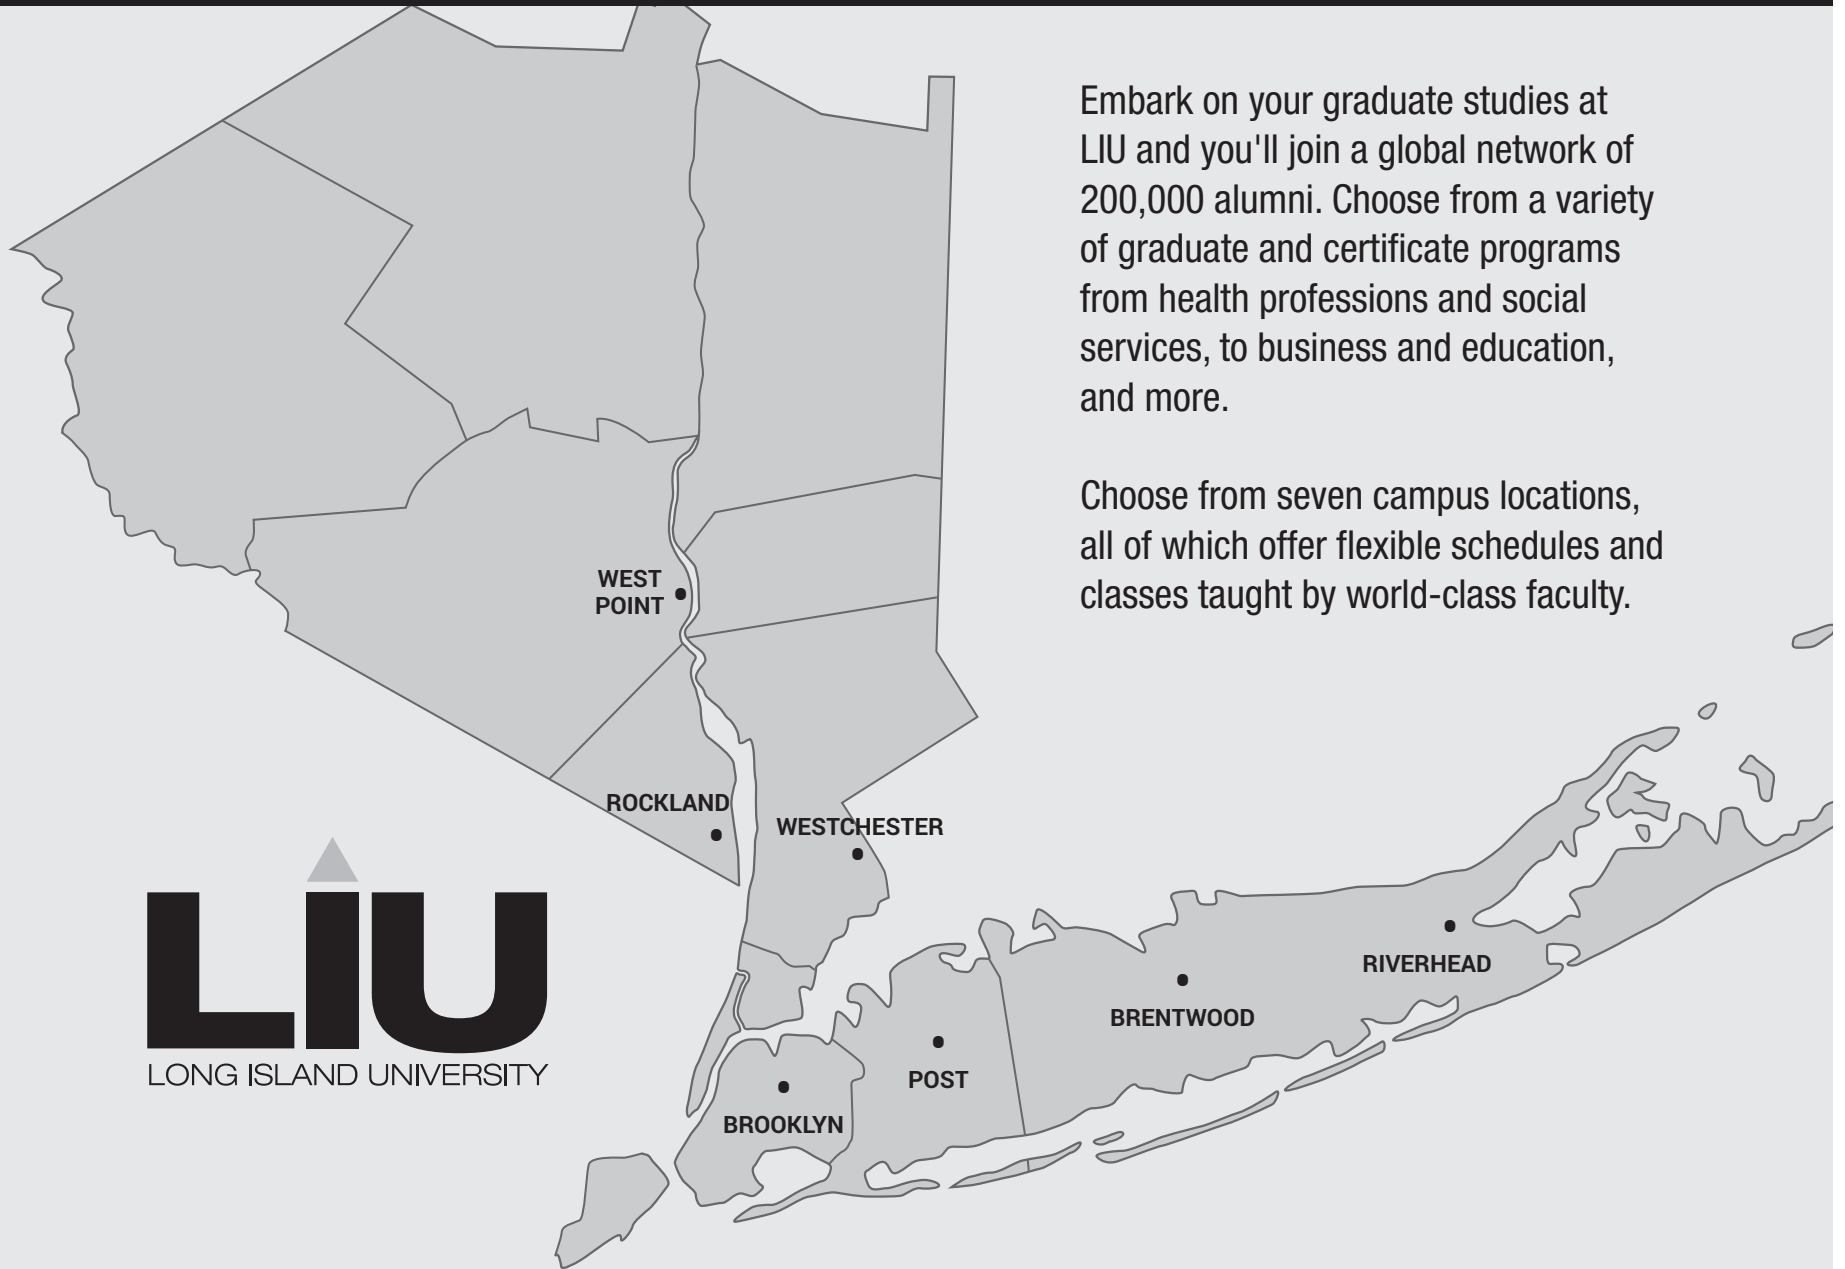 Embark on your graduate studies at
LIU and you'll join a global network of
200,000 alumni. Choose from a variety
of graduate and certificate programs
from health professions and social
services, to business and education,
and more.
Choose from seven campus locations,
all of which offer flexible schedules and
classes taught by world-class faculty.
WEST
POINT
ROCKLAND
WESTCHESTER
RIVERHEAD
BRENTWOOD
POST
BROOKLYN
LIU
LONG ISLAND UNIVERSITY